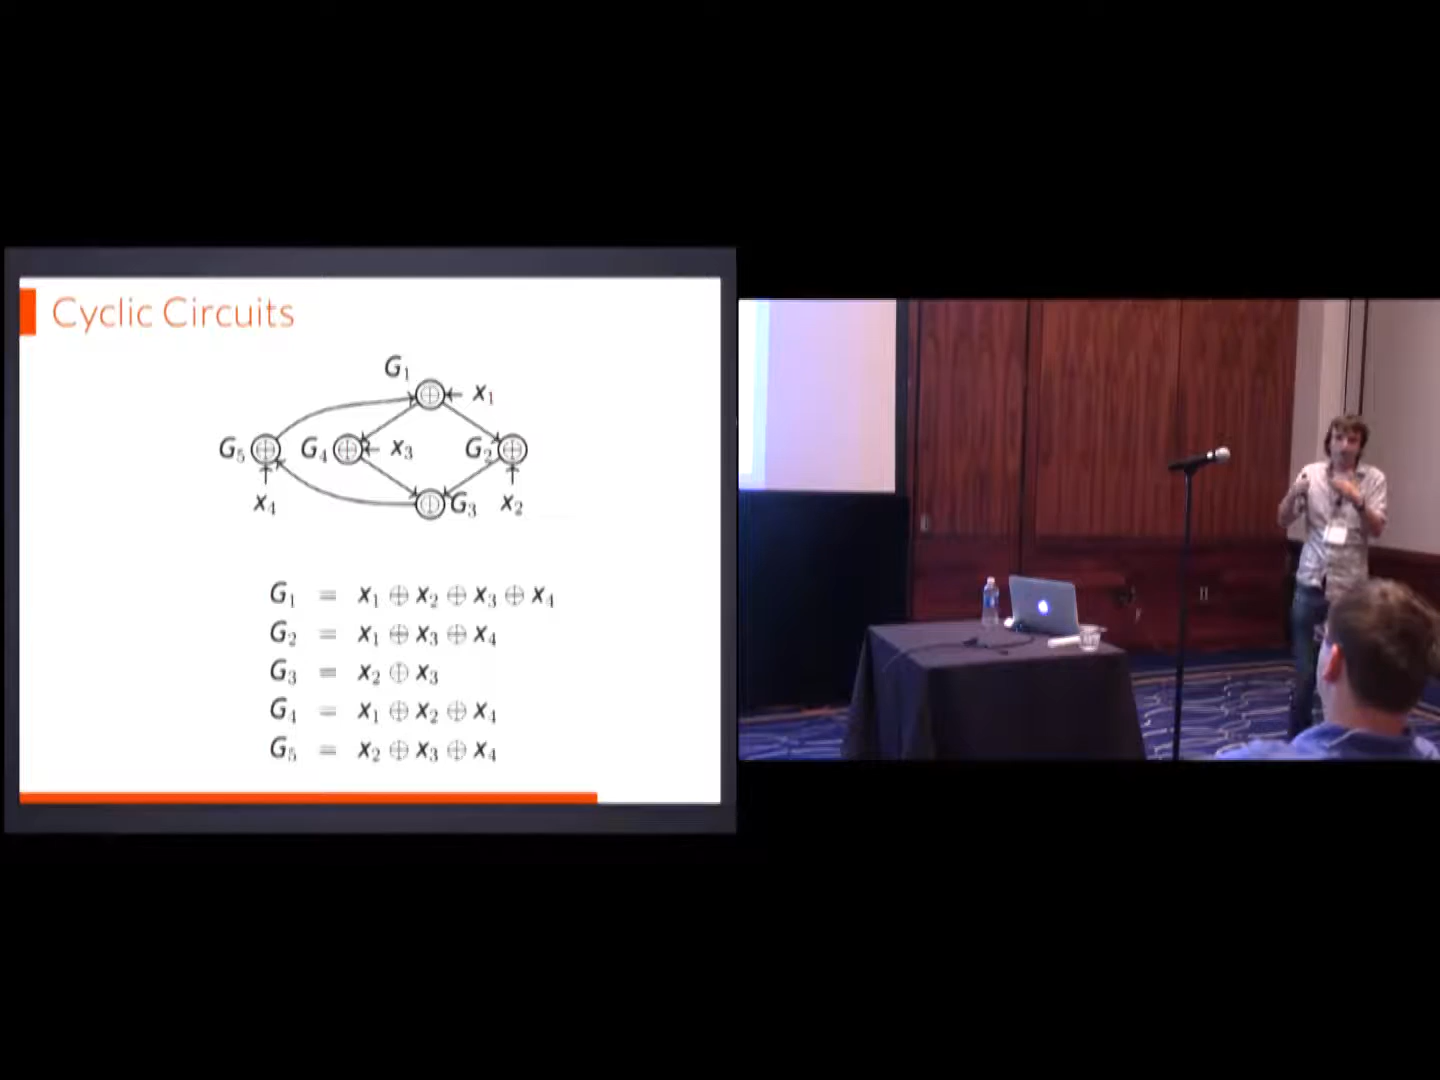 Cyclic Circuits
G₁
x₁
G₅ G₄ x₃ G₂
x₄ G₃ x₂
G₁ = x₁ ⊕ x₂ ⊕ x₃ ⊕ x₄
G₂ = x₁ ⊕ x₃ ⊕ x₄
G₃ = x₂ ⊕ x₃
G₄ = x₁ ⊕ x₂ ⊕ x₄
G₅ = x₂ ⊕ x₃ ⊕ x₄